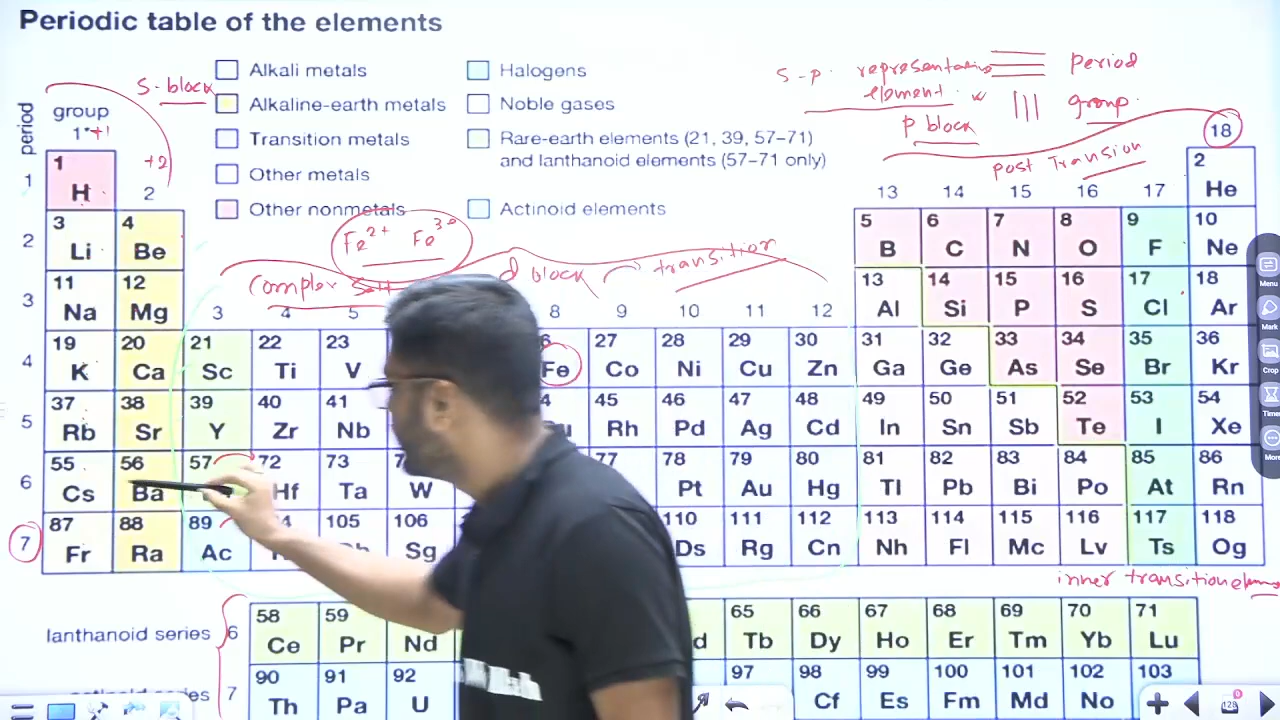 Periodic table of the elements
Alkali metals
Alkaline-earth metals
Transition metals
Other metals
Other nonmetals
Halogens
Noble gases
Rare-earth elements (21, 39, 57–71)
and lanthanoid elements (57–71 only)
Actinoid elements
s-block
s-p. representative
element
p block
period
group
post Transion
Fe2+
complex salt
d block
transition
period
group
1* +1
+2
2
3 4 5 8 9 10 11 12
13 14 15 16 17
18
1 1 2
H He
2 3 4 5 6 7 8 9 10
Li Be B C N O F Ne
3 11 12 13 14 15 16 17 18
Na Mg Al Si P S Cl Ar
4 19 20 21 22 23 27 28 29 30 31 32 33 34 35 36
K Ca Sc Ti V Fe Co Ni Cu Zn Ga Ge As Se Br Kr
5 37 38 39 40 41 45 46 47 48 49 50 51 52 53 54
Rb Sr Y Zr Nb Rh Pd Ag Cd In Sn Sb Te I Xe
6 55 56 57 72 73 77 78 79 80 81 82 83 84 85 86
Cs Ba Hf Ta W Pt Au Hg Tl Pb Bi Po At Rn
7 87 88 89 105 106 110 111 112 113 114 115 116 117 118
Fr Ra Ac Sg Ds Rg Cn Nh Fl Mc Lv Ts Og
inner transition
lanthanoid series 6 58 59 65 66 67 68 69 70 71
Ce Pr Nd Tb Dy Ho Er Tm Yb Lu
series 7 90 91 92 97 98 99 100 101 102 103
Th Pa U Cf Es Fm Md No
Menu
Mark
Crop
Time
More
128